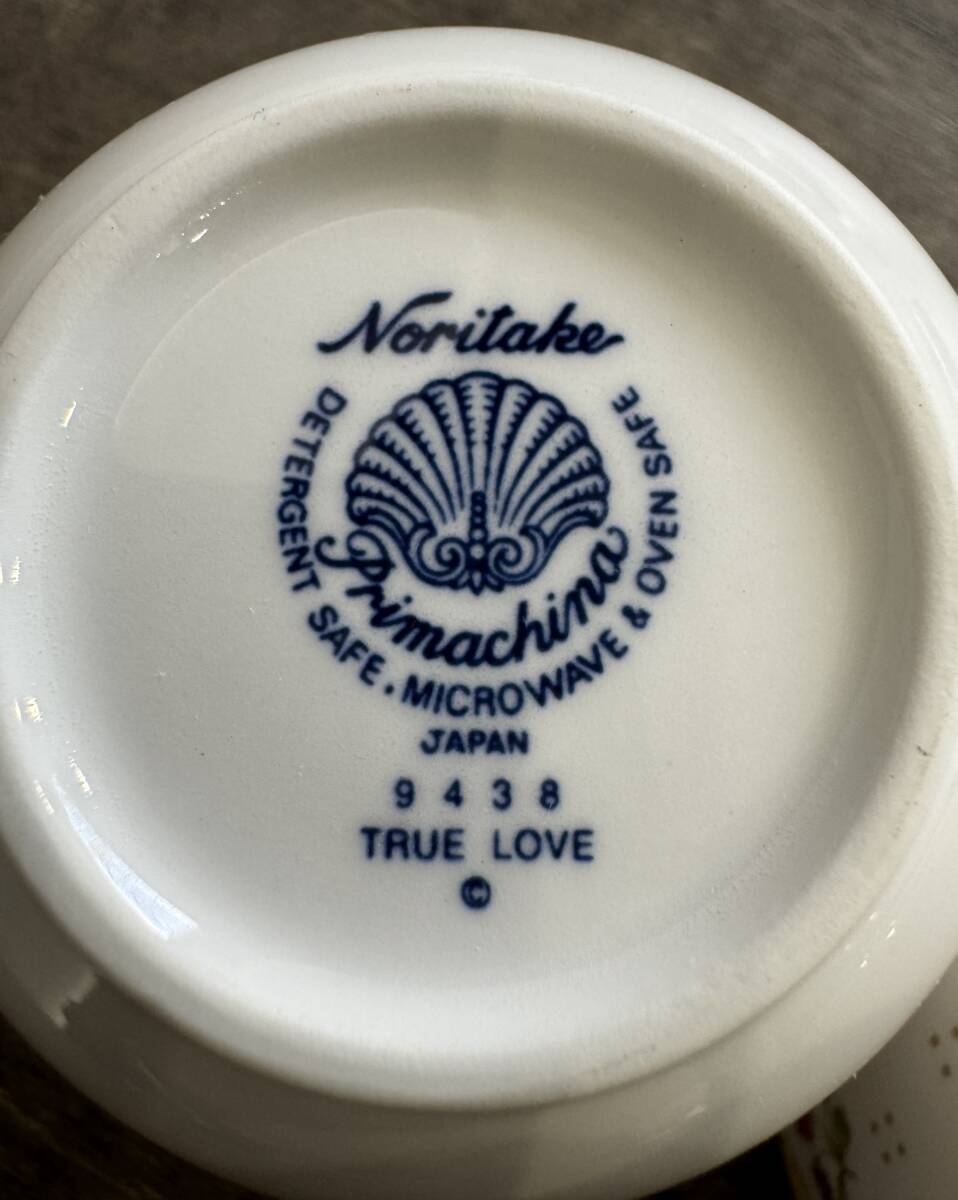 Noritake
Primachina
DETERGENT SAFE. MICROWAVE & OVEN SAFE
JAPAN
9438
TRUE LOVE
©